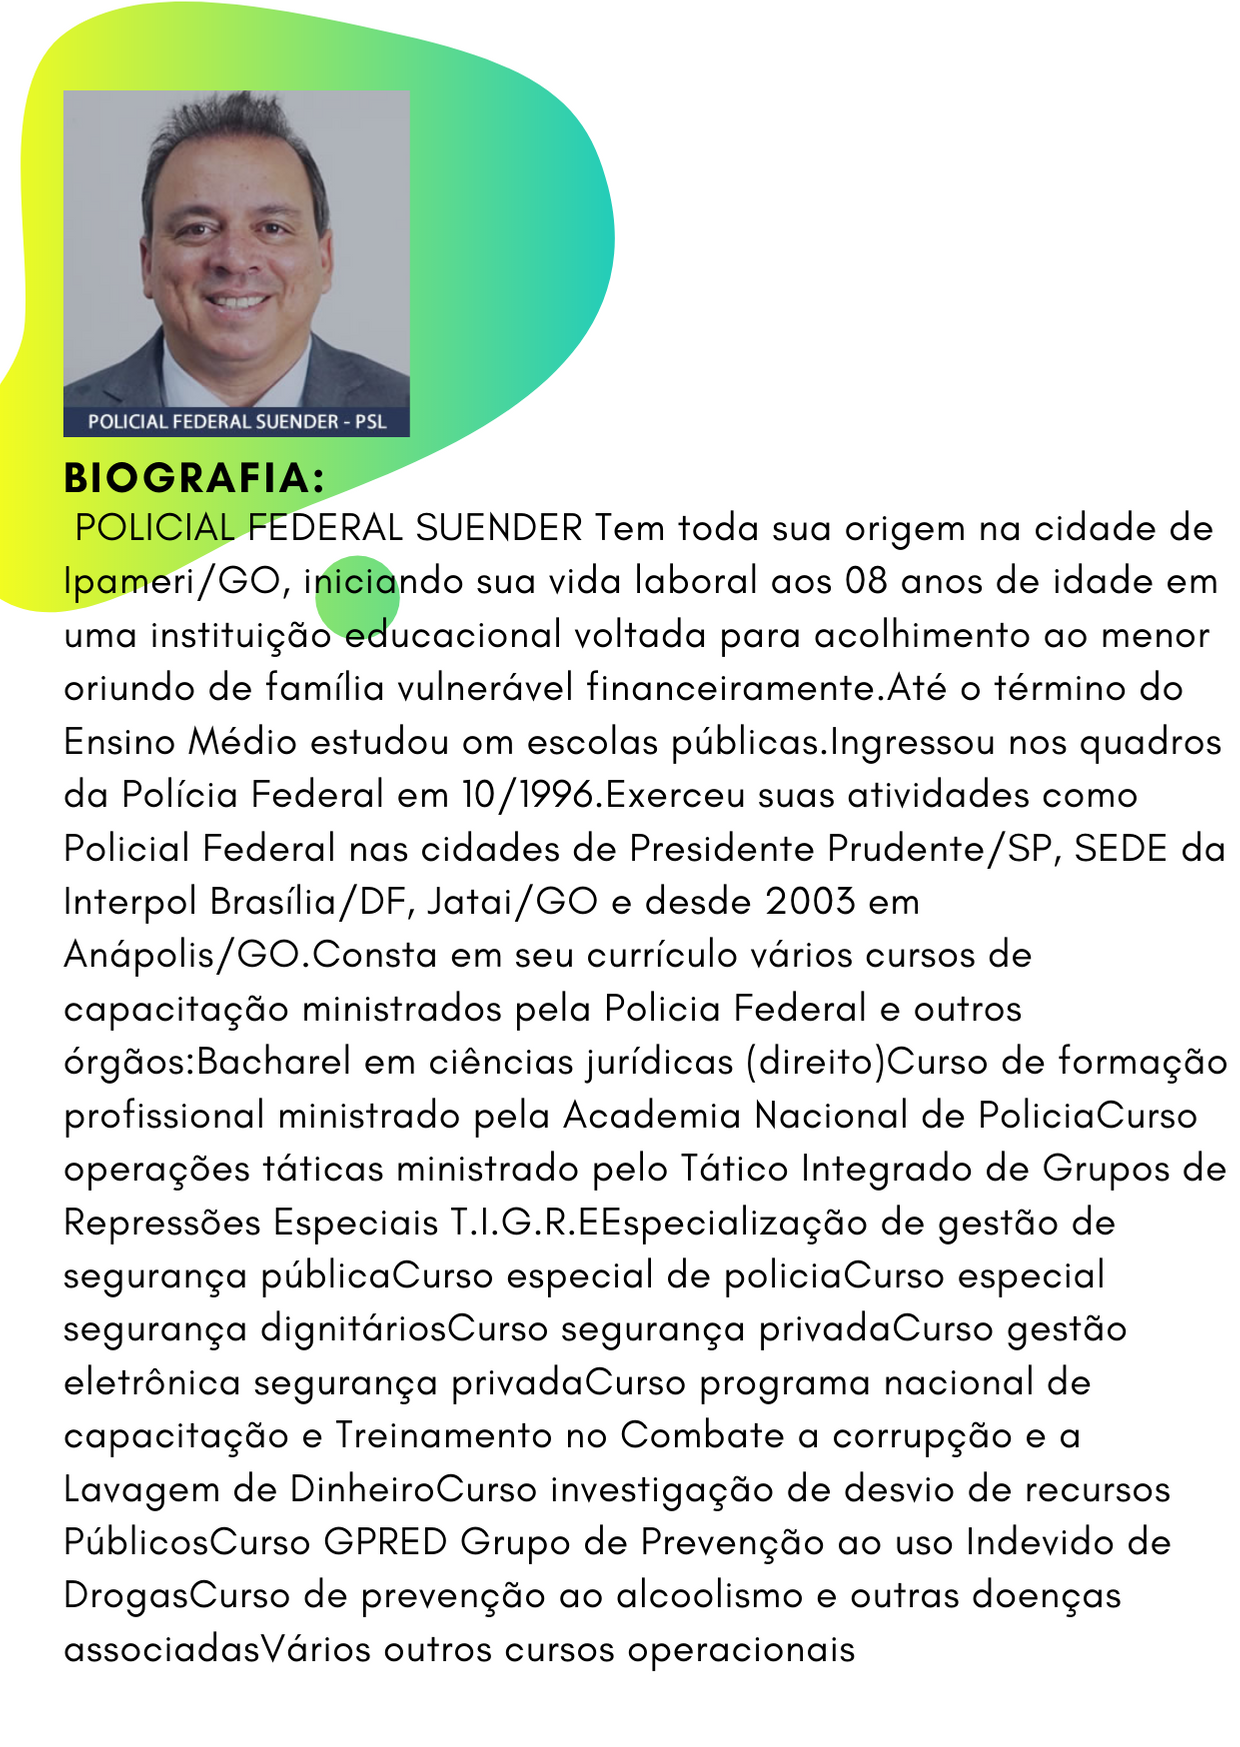 POLICIAL FEDERAL SUENDER - PSL
BIOGRAFIA:
POLICIAL FEDERAL SUENDER Tem toda sua origem na cidade de
Ipameri/GO, iniciando sua vida laboral aos 08 anos de idade em
uma instituição educacional voltada para acolhimento ao menor
oriundo de família vulnerável financeiramente.Até o término do
Ensino Médio estudou om escolas públicas.Ingressou nos quadros
da Polícia Federal em 10/1996.Exerceu suas atividades como
Policial Federal nas cidades de Presidente Prudente/SP, SEDE da
Interpol Brasília/DF, Jatai/GO e desde 2003 em
Anápolis/GO.Consta em seu currículo vários cursos de
capacitação ministrados pela Policia Federal e outros
órgãos:Bacharel em ciências jurídicas (direito)Curso de formação
profissional ministrado pela Academia Nacional de PoliciaCurso
operações táticas ministrado pelo Tático Integrado de Grupos de
Repressões Especiais T.I.G.R.EEspecialização de gestão de
segurança públicaCurso especial de policiaCurso especial
segurança dignitáriosCurso segurança privadaCurso gestão
eletrônica segurança privadaCurso programa nacional de
capacitação e Treinamento no Combate a corrupção e a
Lavagem de DinheiroCurso investigação de desvio de recursos
PúblicosCurso GPRED Grupo de Prevenção ao uso Indevido de
DrogasCurso de prevenção ao alcoolismo e outras doenças
associadasVários outros cursos operacionais